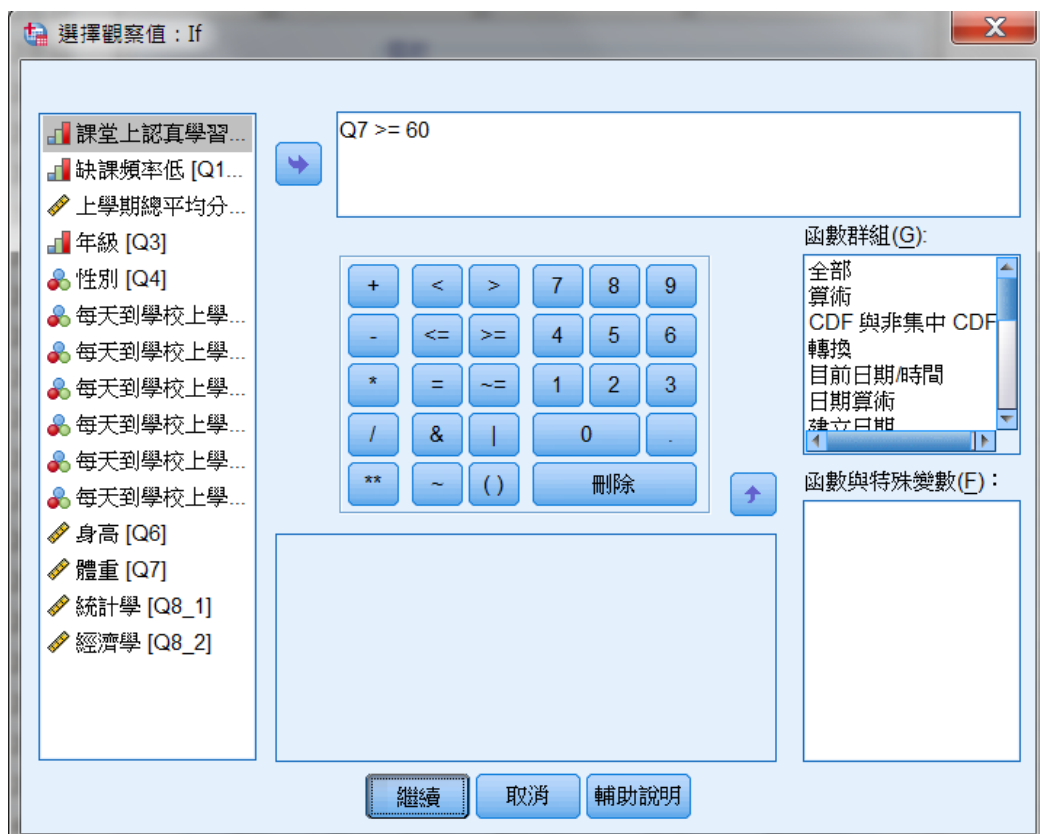 選擇觀察值：If
課堂上認真學習...
缺課頻率低 [Q1...
上學期總平均分...
年級 [Q3]
性別 [Q4]
每天到學校上學...
每天到學校上學...
每天到學校上學...
每天到學校上學...
每天到學校上學...
每天到學校上學...
身高 [Q6]
體重 [Q7]
統計學 [Q8_1]
經濟學 [Q8_2]
Q7 >= 60
+ < > 7 8 9
- <= >= 4 5 6
* = ~= 1 2 3
/ & | 0 .
** ~ ( ) 刪除
函數群組(G):
全部
算術
CDF 與非集中 CDF
轉換
目前日期/時間
日期算術
建立日期
函數與特殊變數(F)：
繼續 取消 輔助說明